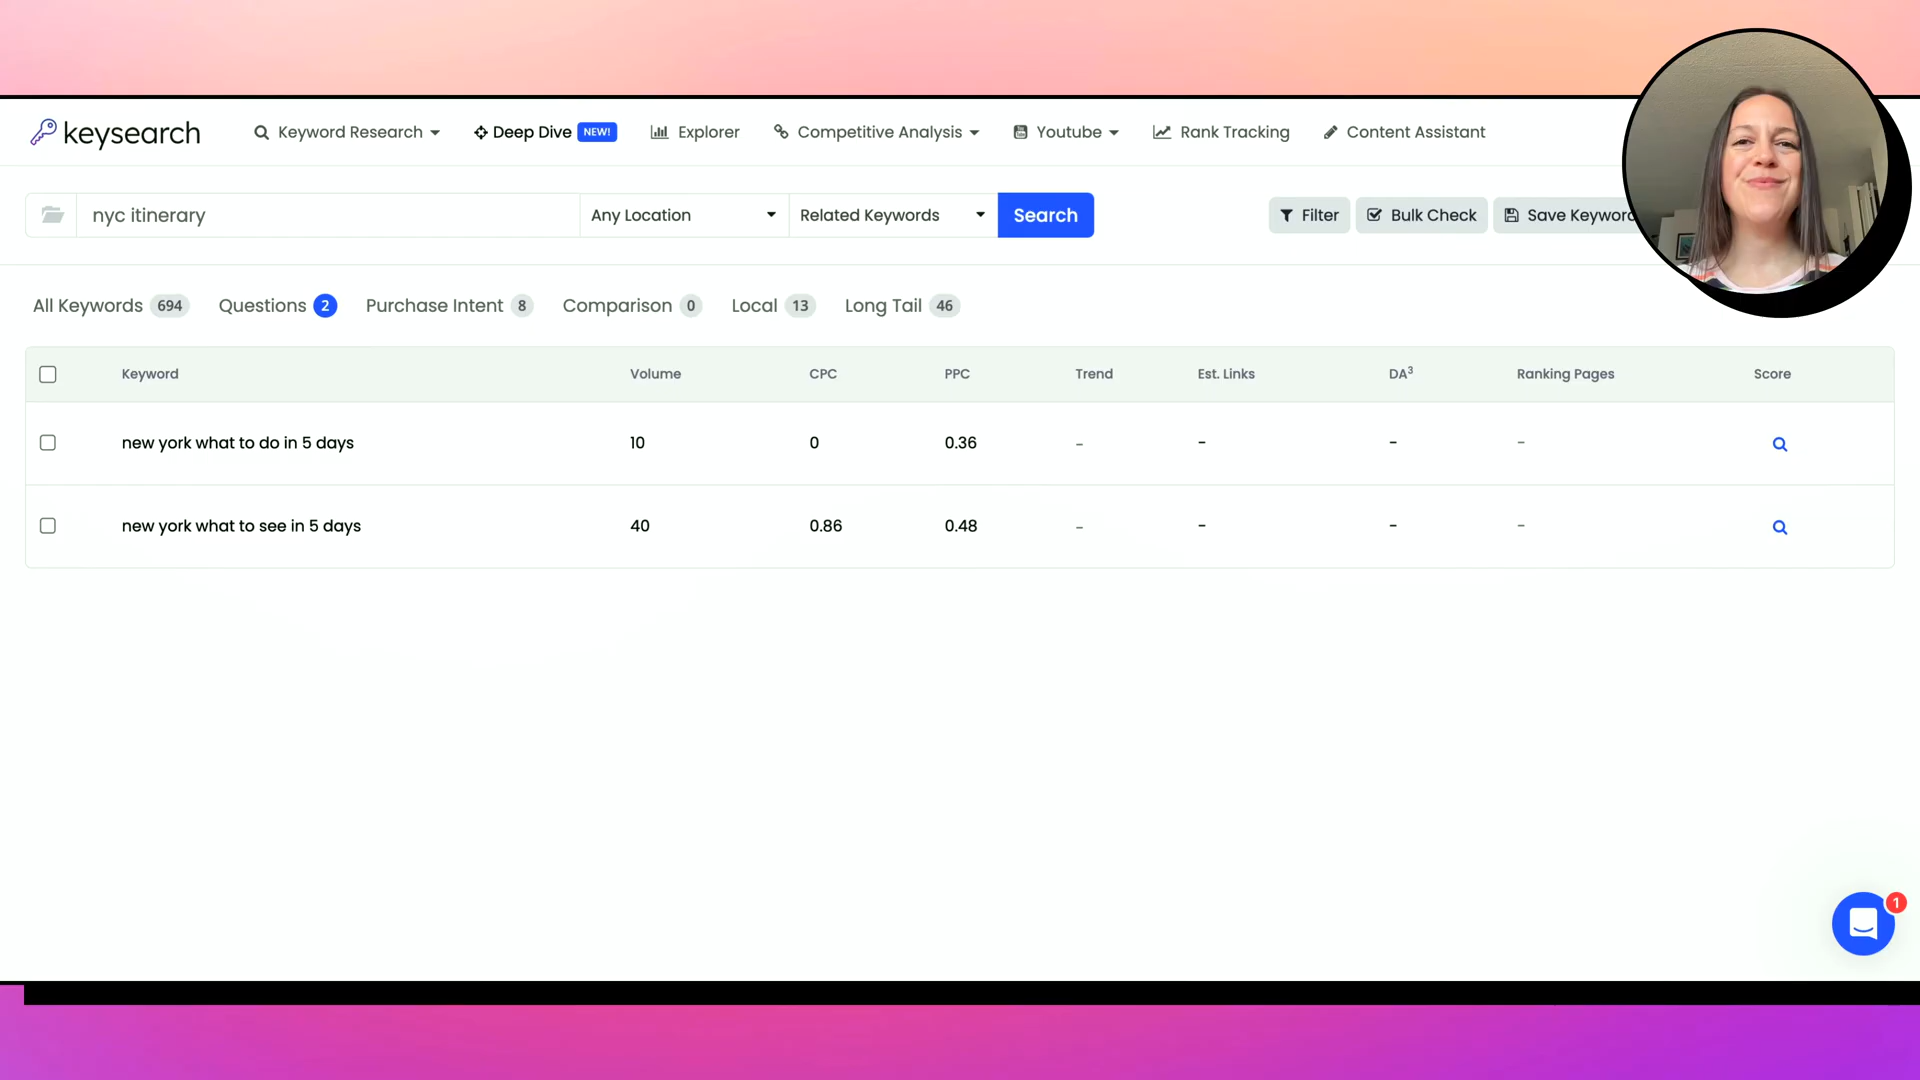 keysearch Keyword Research Deep Dive NEW! Explorer Competitive Analysis Youtube Rank Tracking Content Assistant
nyc itinerary Any Location Related Keywords Search Filter Bulk Check Save
All Keywords 694 Questions 2 Purchase Intent 8 Comparison 0 Local 13 Long Tail 46
Keyword Volume CPC PPC Trend Est. Links DA³ Ranking Pages Score
new york what to do in 5 days 10 0 0.36 - - - -
new york what to see in 5 days 40 0.86 0.48 - - - -
1